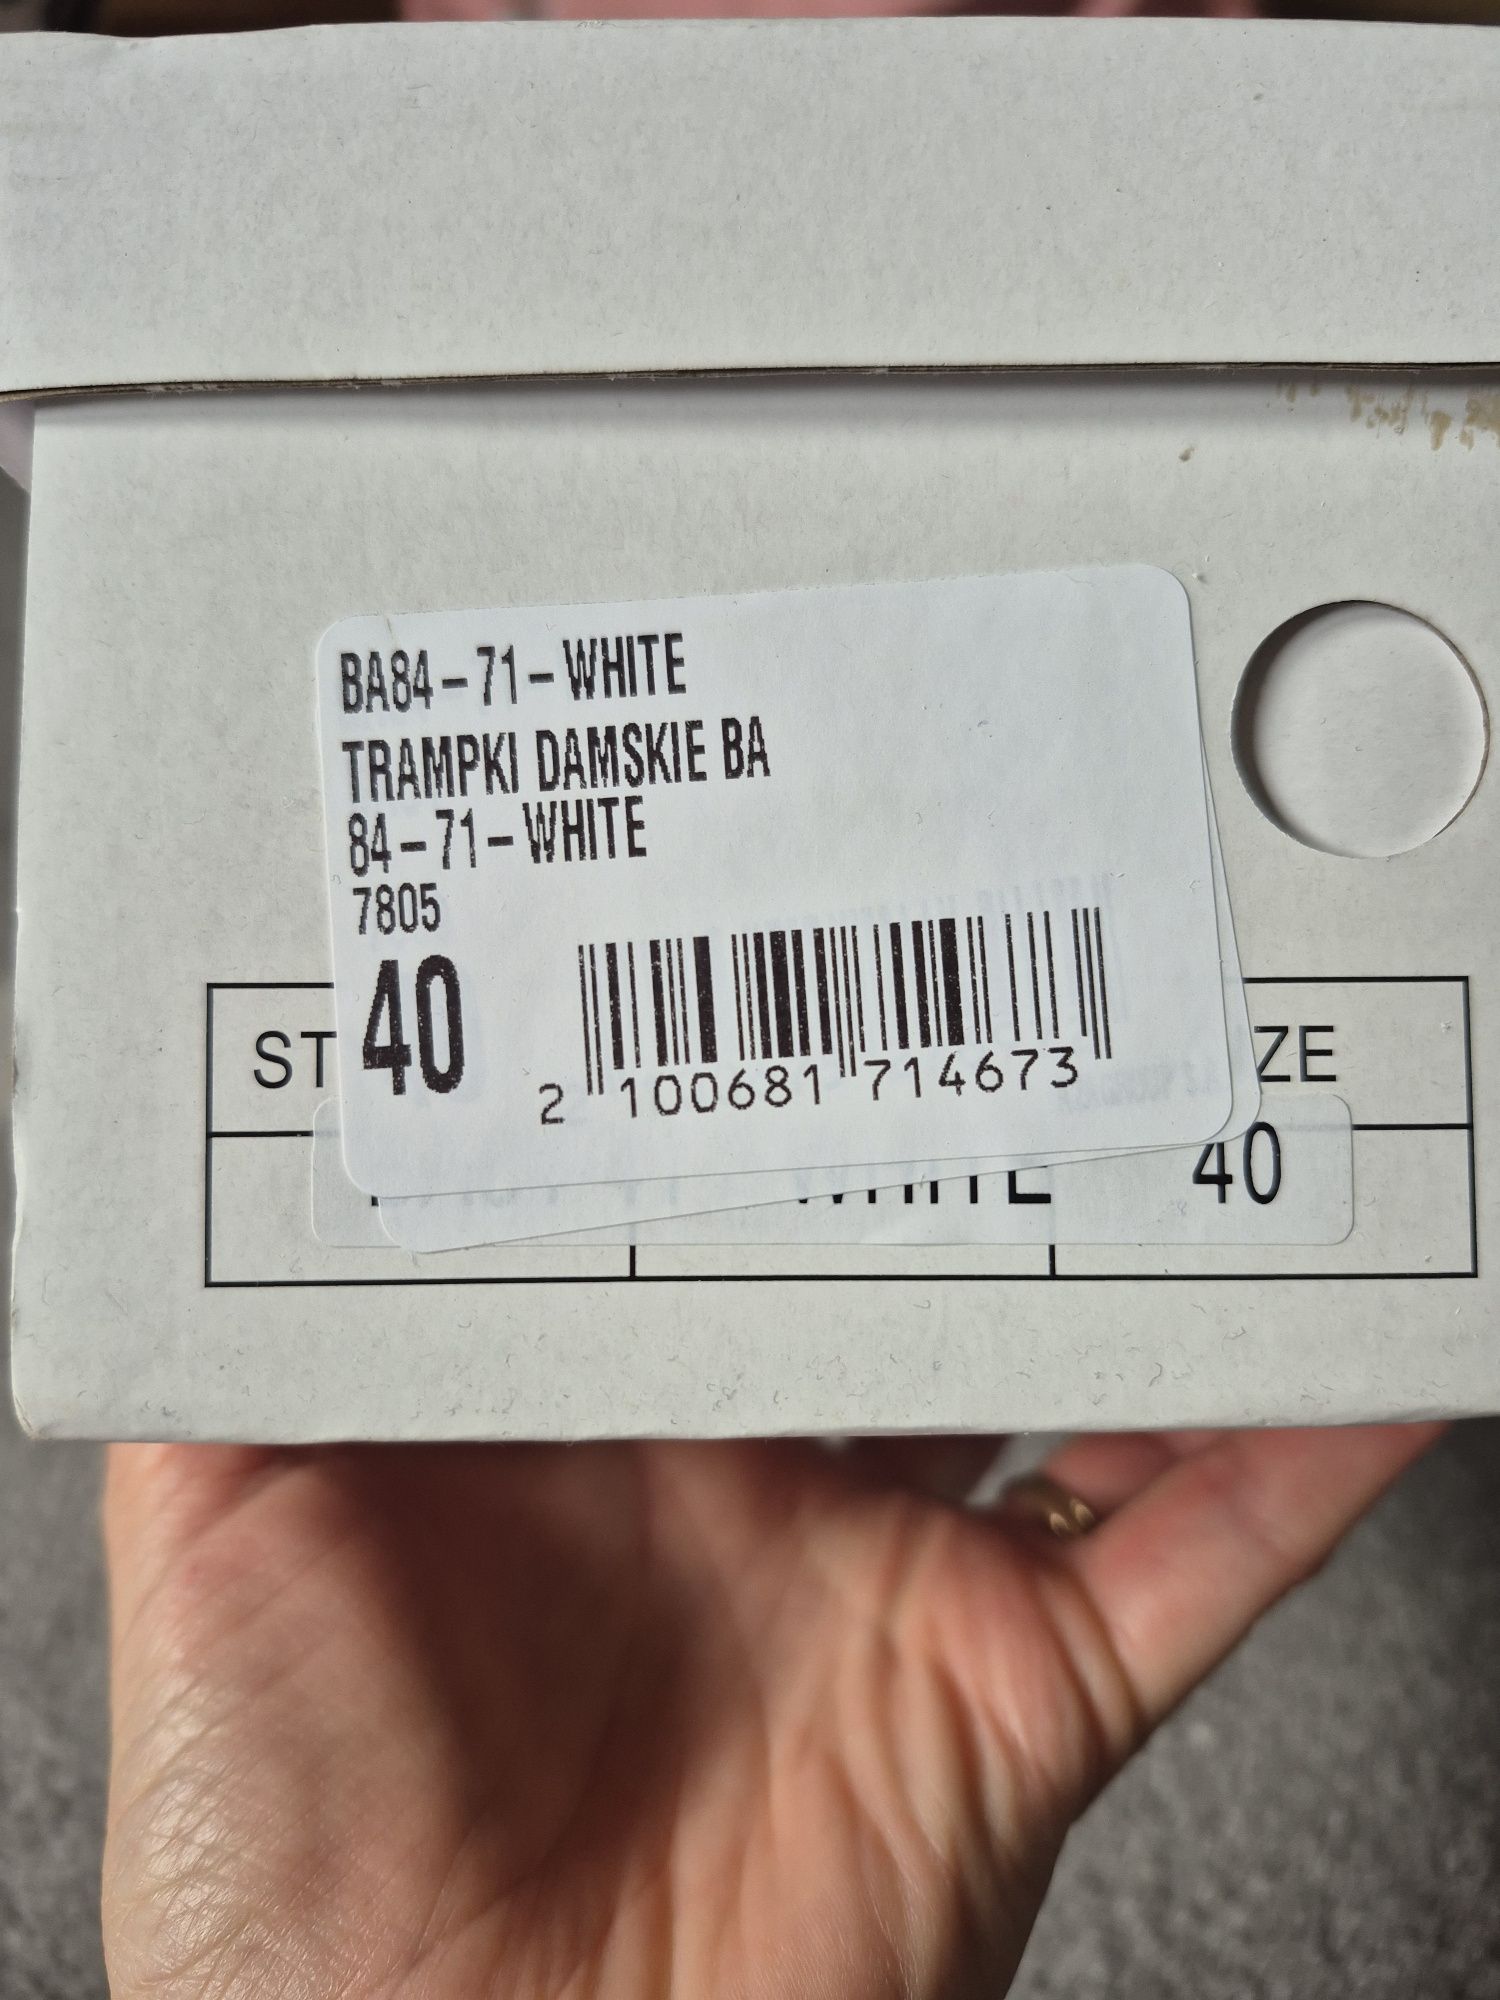 BA84-71-WHITE
TRAMPKI DAMSKIE BA
84-71-WHITE
7805
40
2 100681 714673
ST
ZE
WHITE
40